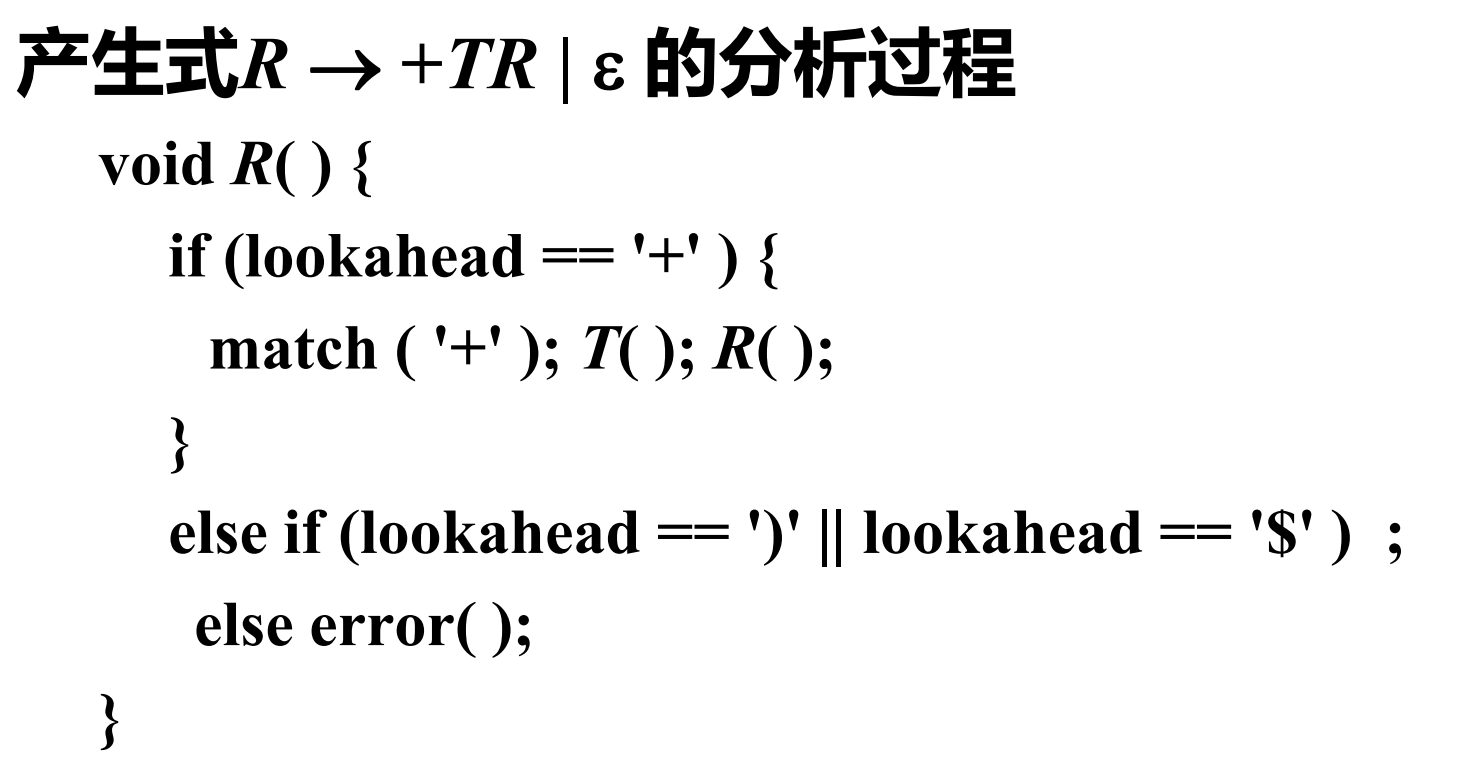 产生式R → +TR | ε 的分析过程
void R( ) {
if (lookahead == '+' ) {
match ( '+' ); T( ); R( );
}
else if (lookahead == ')' || lookahead == '$' ) ;
else error( );
}